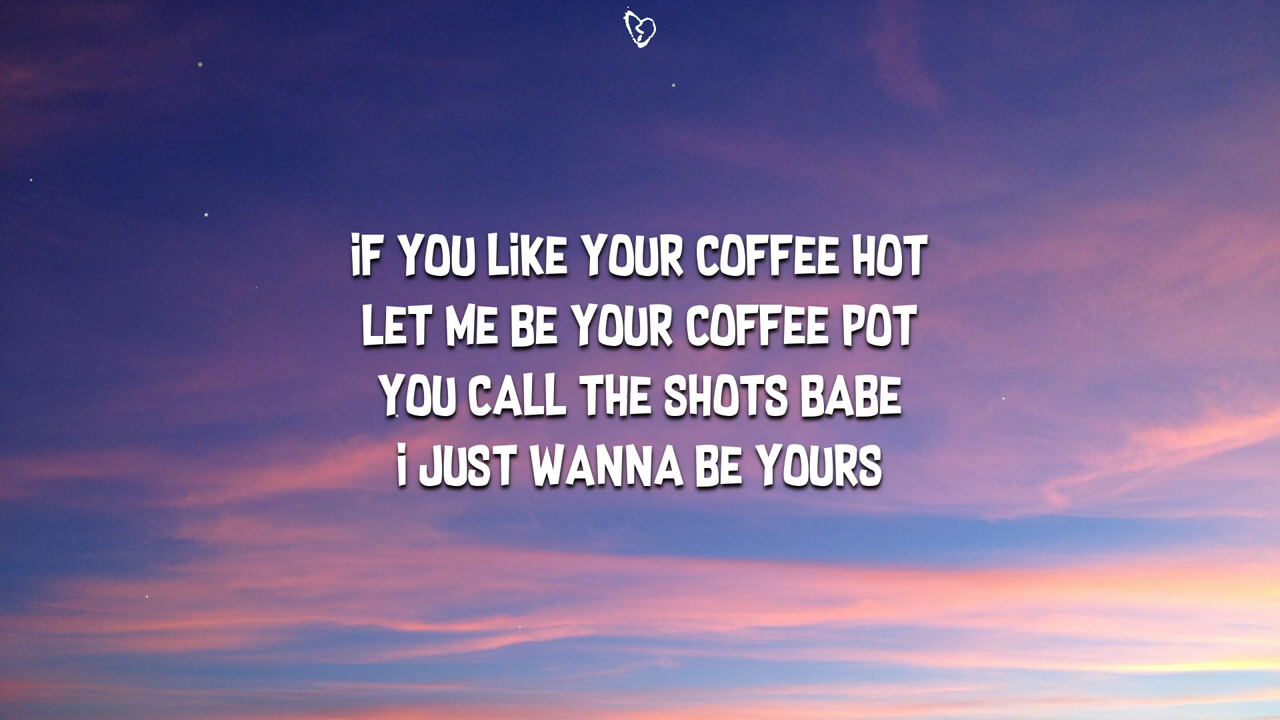 iF YOU LiKE YOUR COFFEE HOT
LET ME BE YOUR COFFEE POT
YOU CALL THE SHOTS BABE
i JUST WANNA BE YOURS